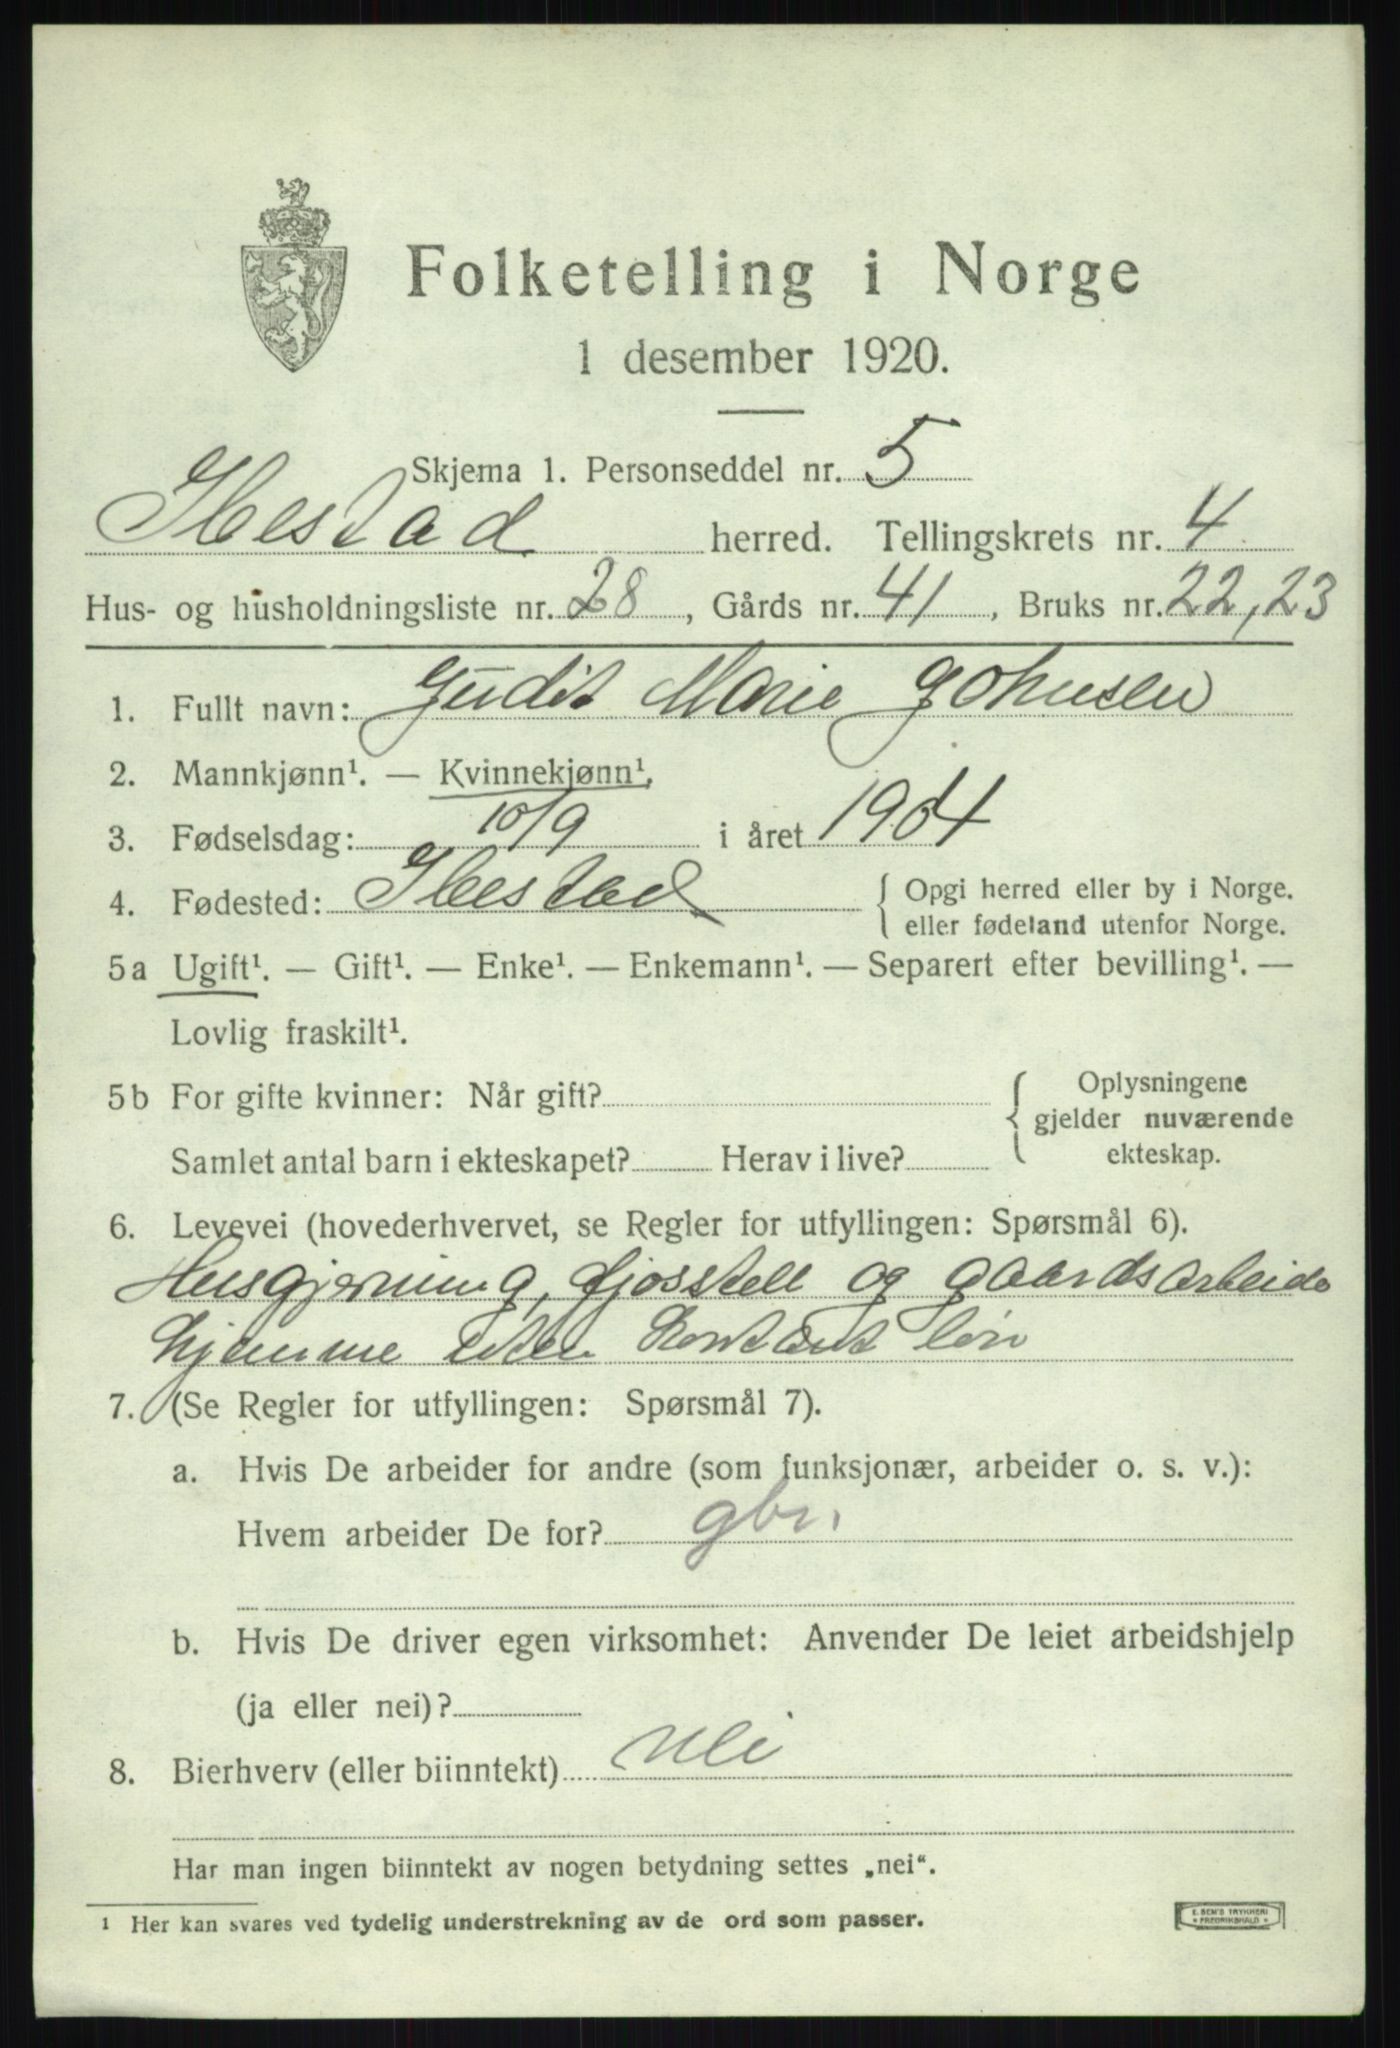 Folketelling i Norge
1 desember 1920.
Skjema 1. Personseddel nr. 5
Ibestad herred. Tellingskrets nr. 4
Hus- og husholdningsliste nr. 28, Gårds nr. 41, Bruks nr. 22,23
1. Fullt navn: Judit Marie Johnsen
2. Mannkjønn¹. — Kvinnekjønn¹.
3. Fødselsdag: 10/9 i året 1904
4. Fødested: Ibestad { Opgi herred eller by i Norge.
eller fødeland utenfor Norge.
5a Ugift¹. — Gift¹. — Enke¹. — Enkemann¹. — Separert efter bevilling¹. —
Lovlig fraskilt¹.
5b For gifte kvinner: Når gift? { Oplysningene
gjelder nuværende
Samlet antal barn i ekteskapet? Herav i live? ekteskap.
6. Levevei (hovederhvervet, se Regler for utfyllingen: Spørsmål 6).
Husgjerning, fjosstell og gaardsarbeide
hjemme uten kontant løn
7. (Se Regler for utfyllingen: Spørsmål 7).
a. Hvis De arbeider for andre (som funksjonær, arbeider o. s. v.):
Hvem arbeider De for? gbr.
b. Hvis De driver egen virksomhet: Anvender De leiet arbeidshjelp
(ja eller nei)?
8. Bierhverv (eller biinntekt) nei
Har man ingen biinntekt av nogen betydning settes „nei“.
¹ Her kan svares ved tydelig understrekning av de ord som passer.
E. SEM'S TRYKKERI
FREDRIKSHALD